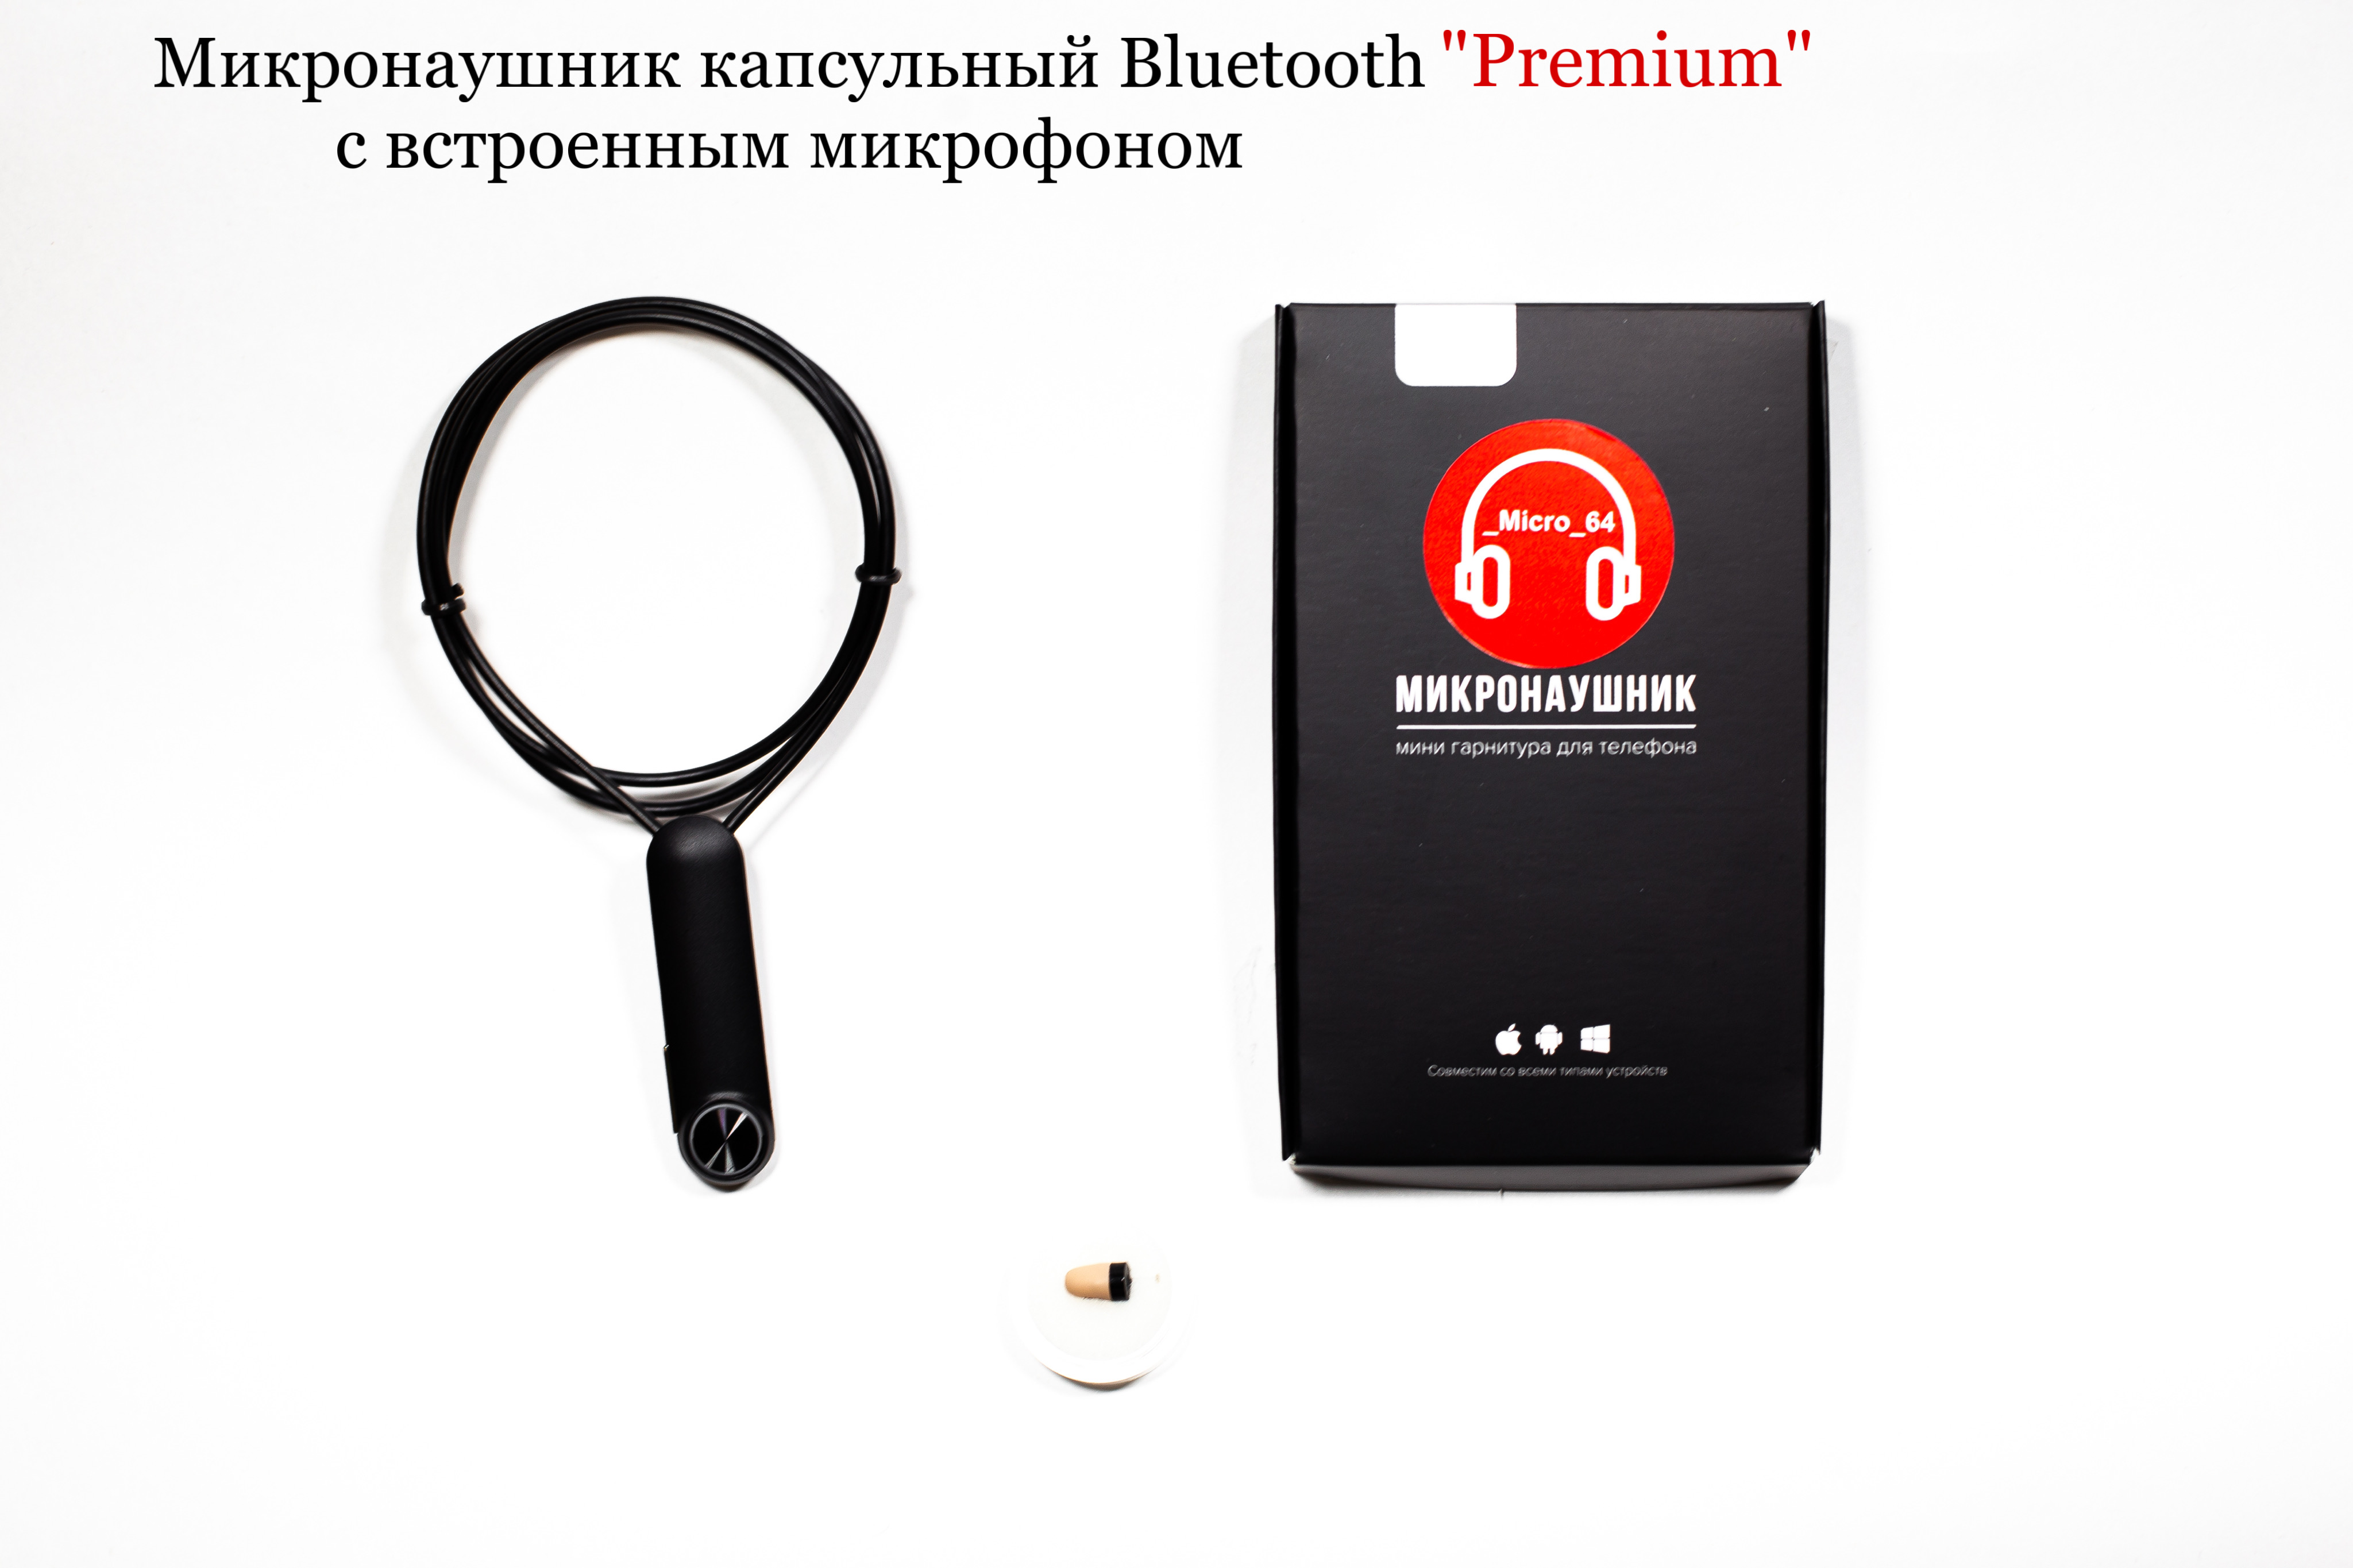 Микронаушник капсульный Bluetooth "Premium"
с встроенным микрофоном
_Micro_64
МИКРОНАУШНИК
мини гарнитура для телефона
Совместим со всеми типами устройств